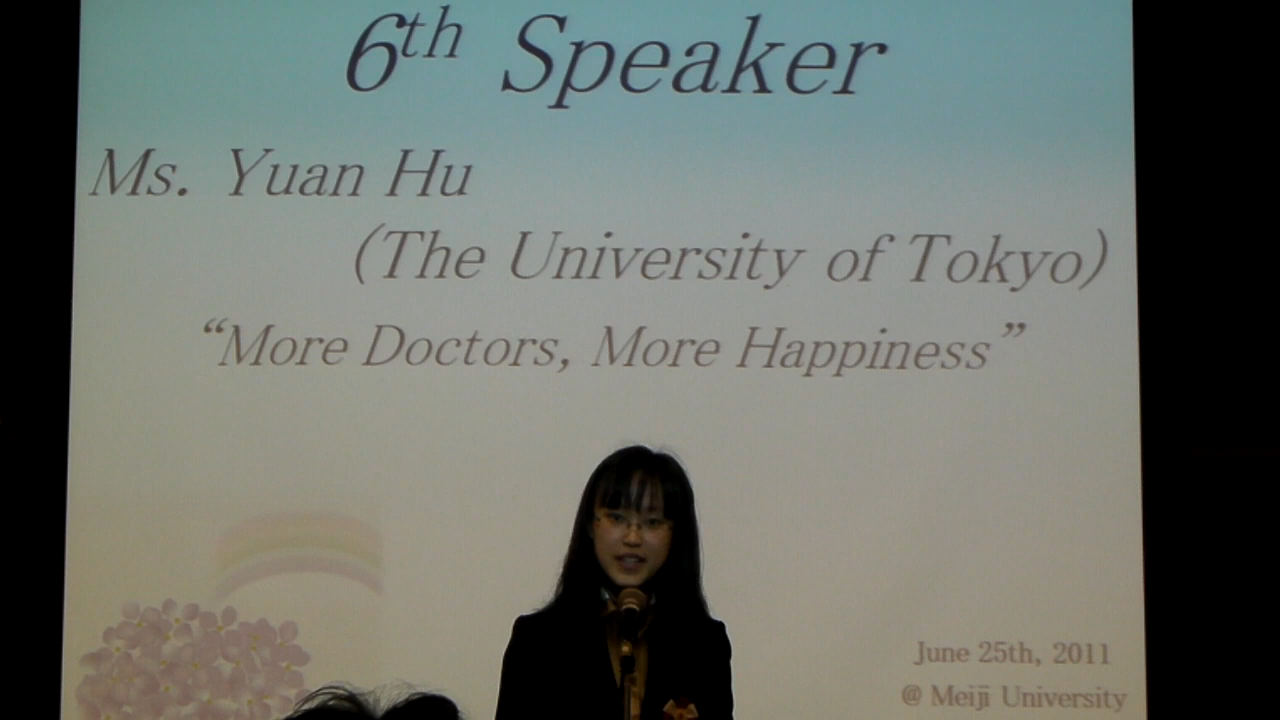 6th Speaker
Ms. Yuan Hu
(The University of Tokyo)
“More Doctors, More Happiness”
June 25th, 2011
@ Meiji University